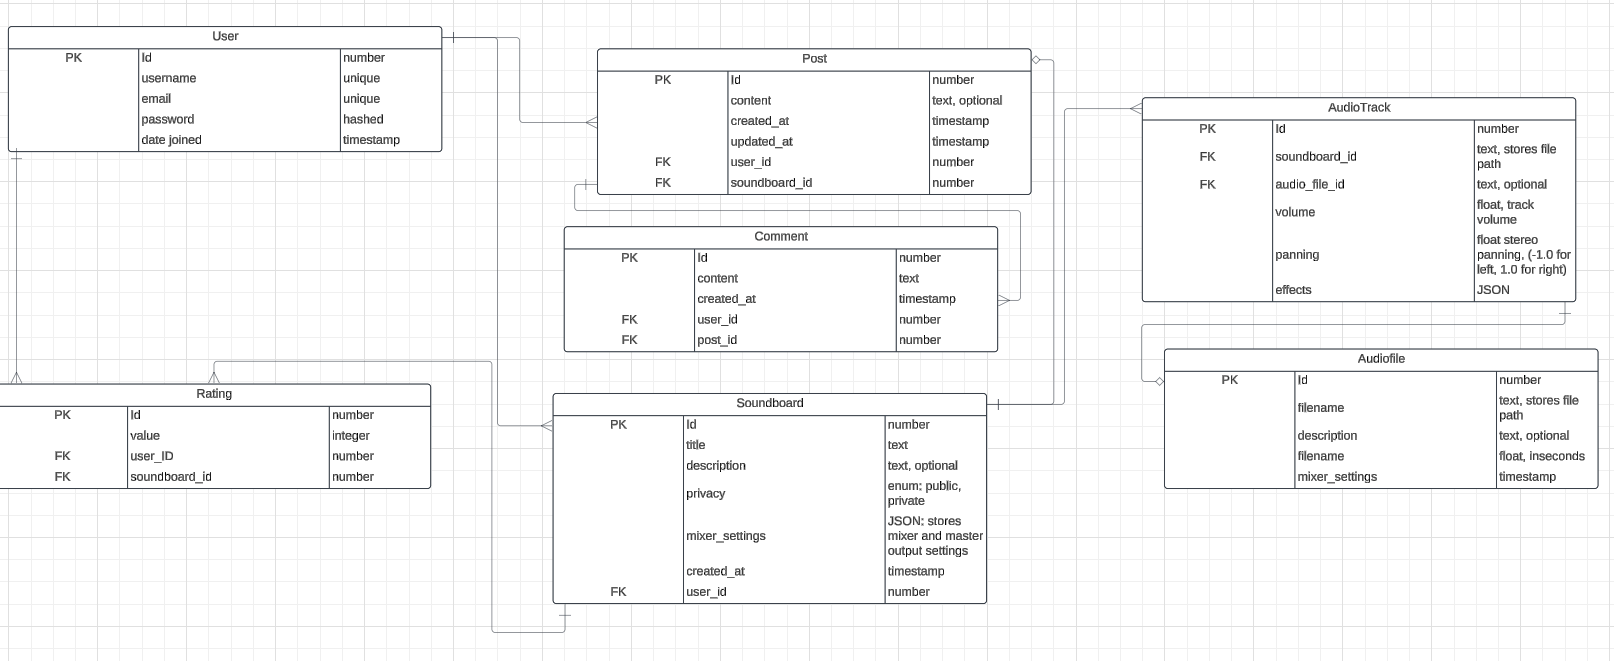 User
PK Id number
username unique
email unique
password hashed
date joined timestamp
Post
PK Id number
content text, optional
created_at timestamp
updated_at timestamp
FK user_id number
FK soundboard_id number
AudioTrack
PK Id number
FK soundboard_id text, stores file
path
FK audio_file_id text, optional
volume float, track
volume
panning float stereo
panning, (-1.0 for
left, 1.0 for right)
effects JSON
Comment
PK Id number
content text
created_at timestamp
FK user_id number
FK post_id number
Audiofile
PK Id number
filename text, stores file
path
description text, optional
filename float, inseconds
mixer_settings timestamp
Rating
PK Id number
value integer
FK user_ID number
FK soundboard_id number
Soundboard
PK Id number
title text
description text, optional
privacy enum: public,
private
mixer_settings JSON: stores
mixer and master
output settings
created_at timestamp
FK user_id number